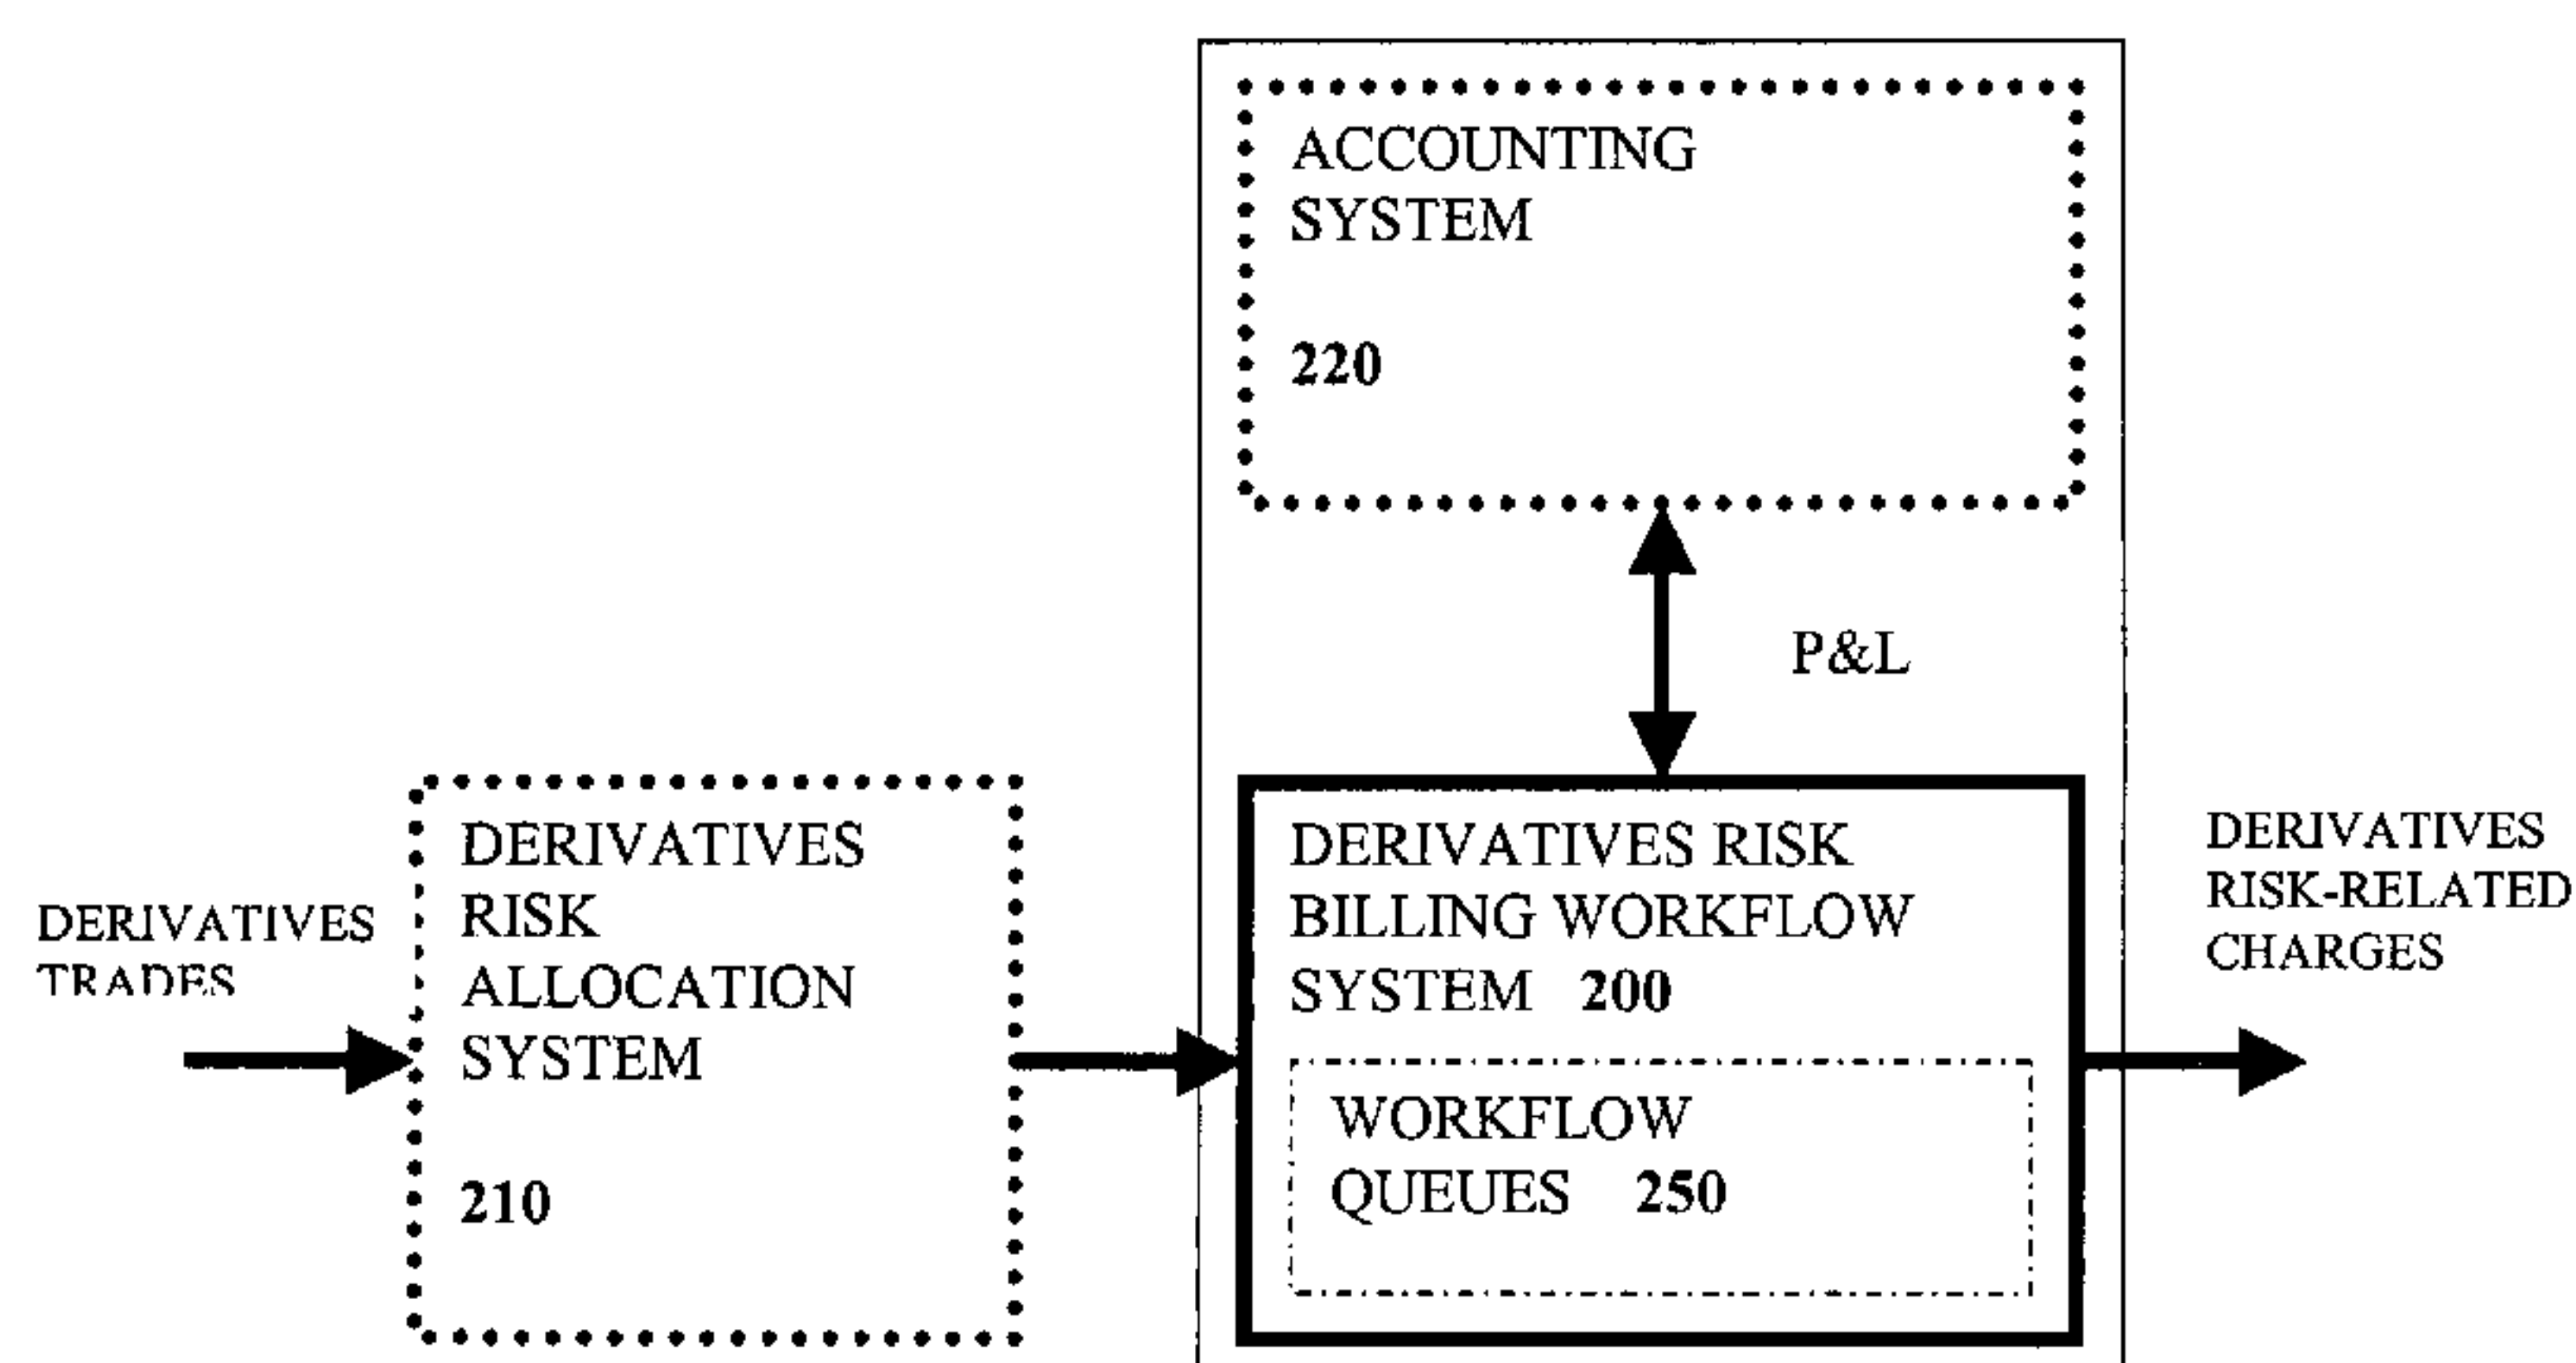 ACCOUNTING
SYSTEM
220
P&L
DERIVATIVES
TRADES
DERIVATIVES
RISK
ALLOCATION
SYSTEM
210
DERIVATIVES RISK
BILLING WORKFLOW
SYSTEM 200
WORKFLOW
QUEUES 250
DERIVATIVES
RISK-RELATED
CHARGES